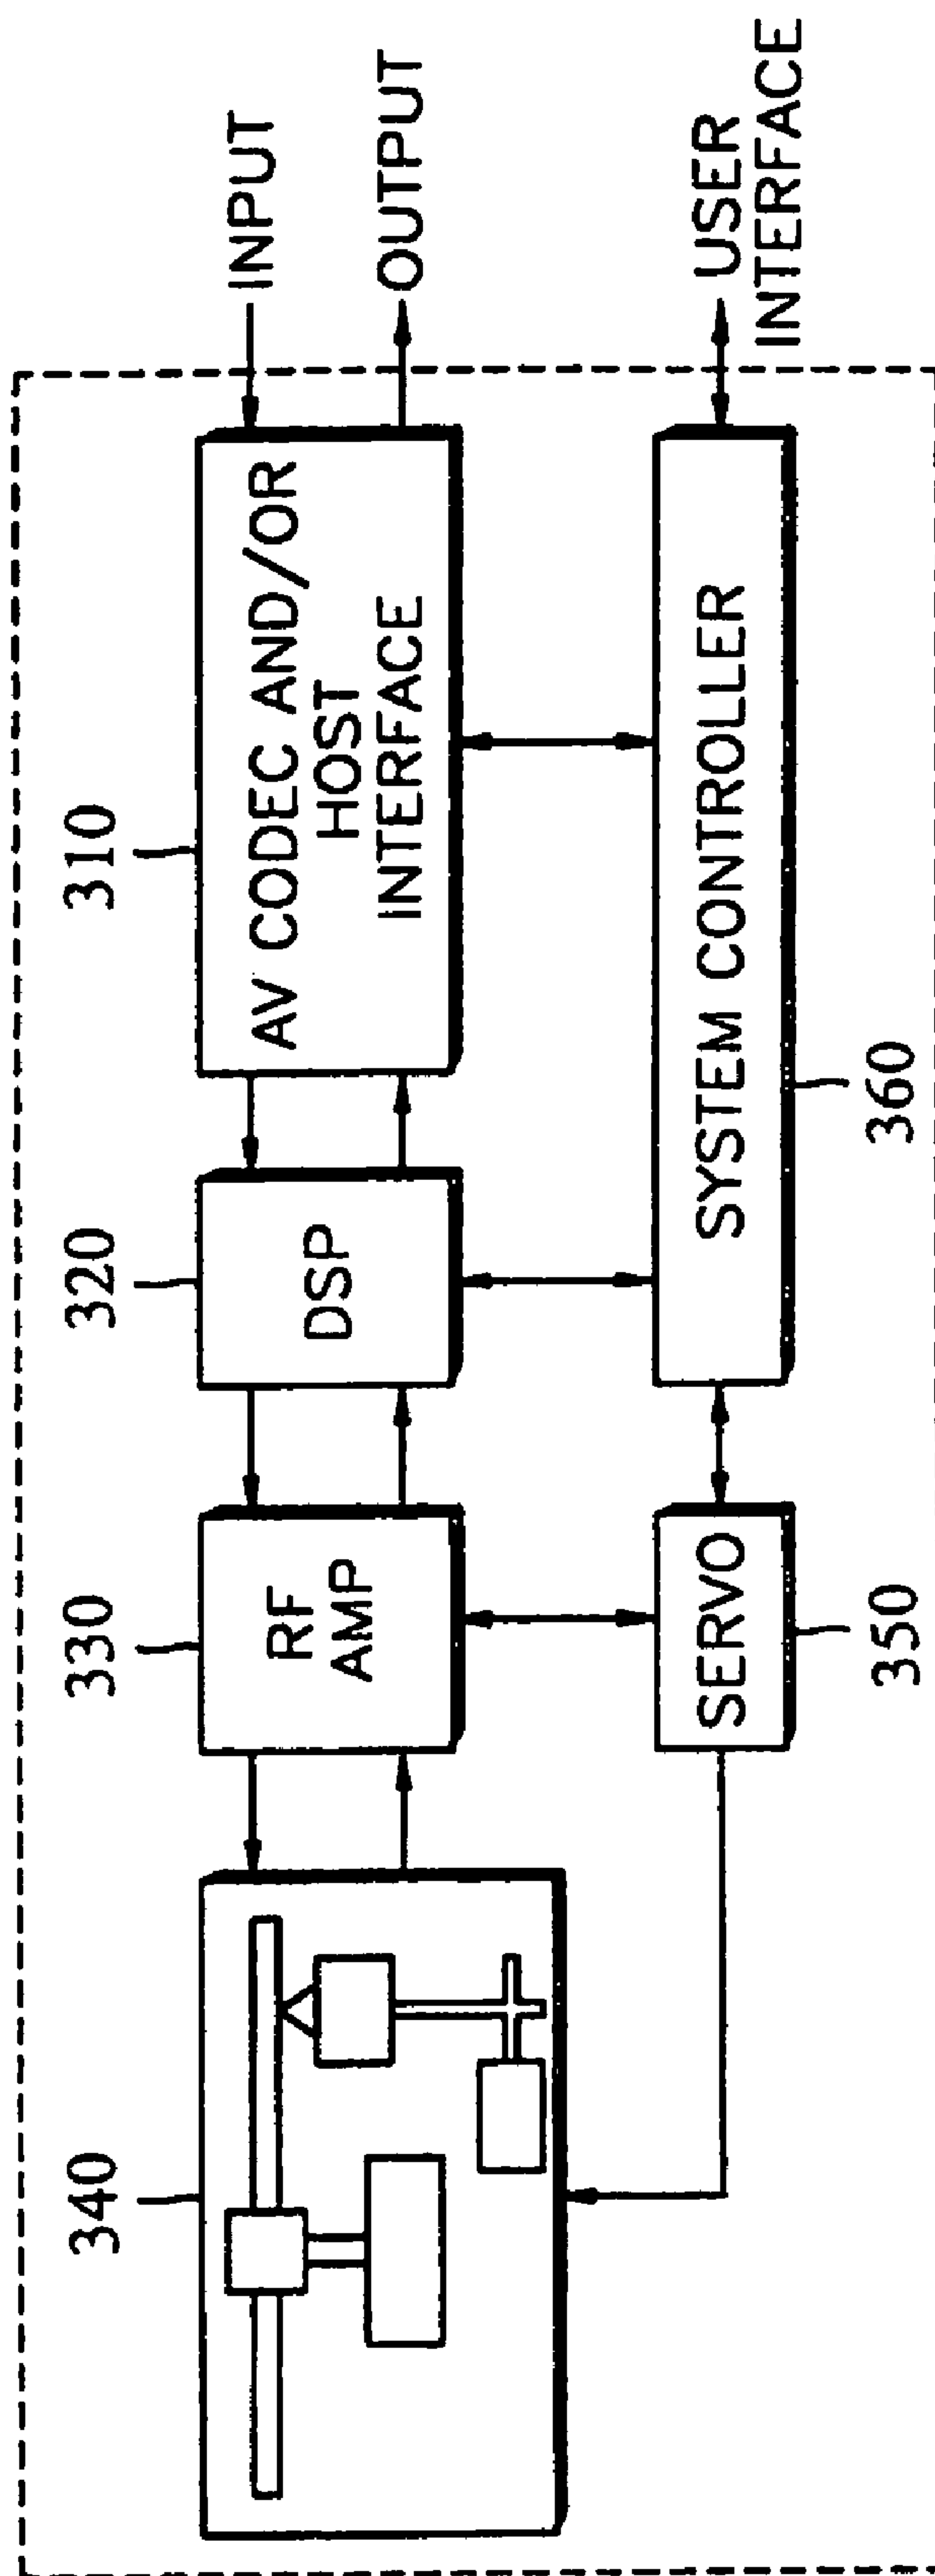 340
330
320
310
RF
AMP
DSP
AV CODEC AND/OR
HOST
INTERFACE
INPUT
OUTPUT
SERVO
SYSTEM CONTROLLER
USER
INTERFACE
350
360